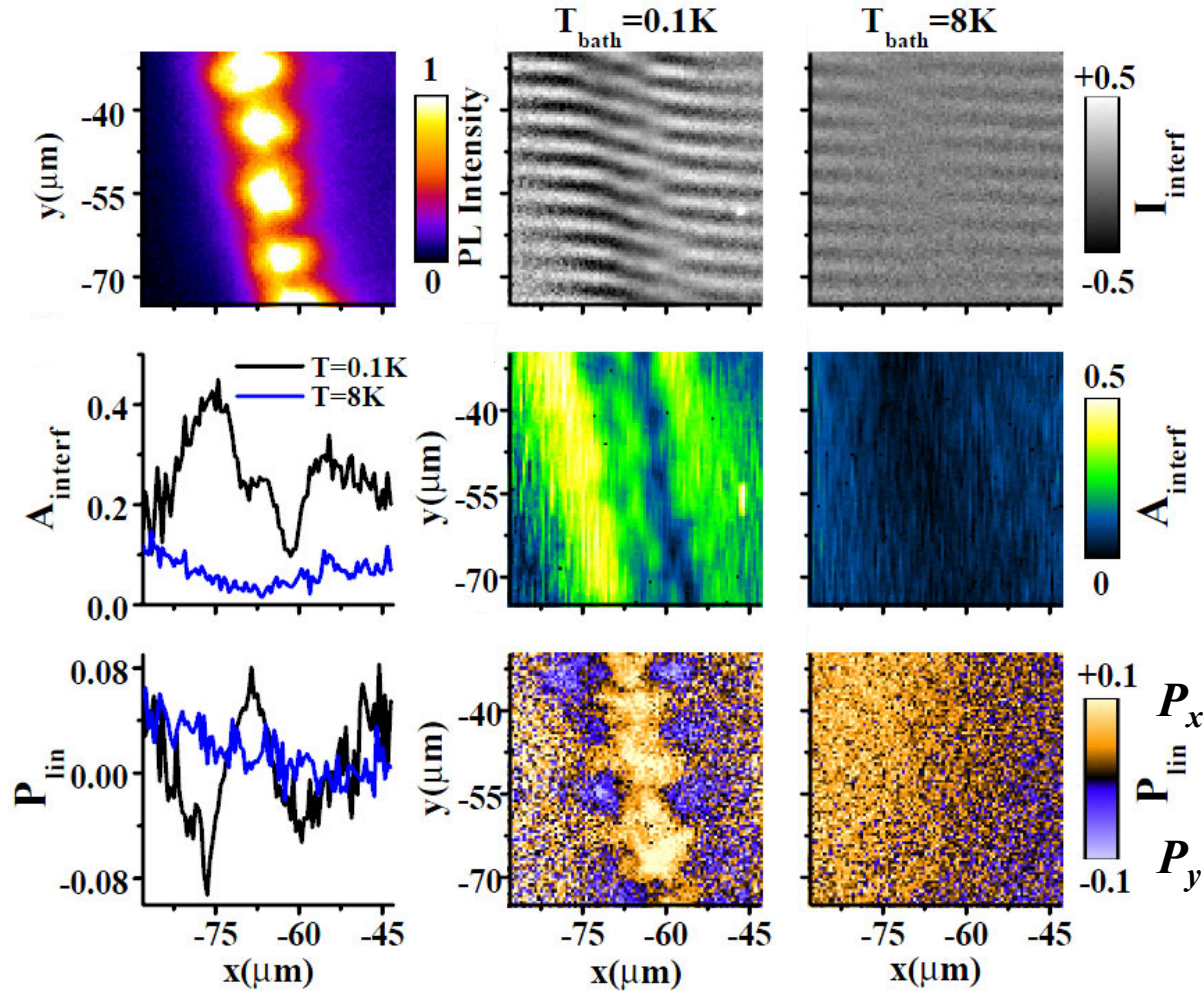 T_bath=0.1K
T_bath=8K
1
0
PL Intensity
-40
-55
-70
y(μm)
+0.5
-0.5
I_interf
T=0.1K
T=8K
0.4
0.2
0.0
A_interf
-40
-55
-70
y(μm)
0.5
0
A_interf
0.08
0.00
-0.08
P_lin
-75
-60
-45
x(μm)
-40
-55
-70
y(μm)
-75
-60
-45
x(μm)
-75
-60
-45
x(μm)
+0.1
-0.1
P_lin
P_x
P_y